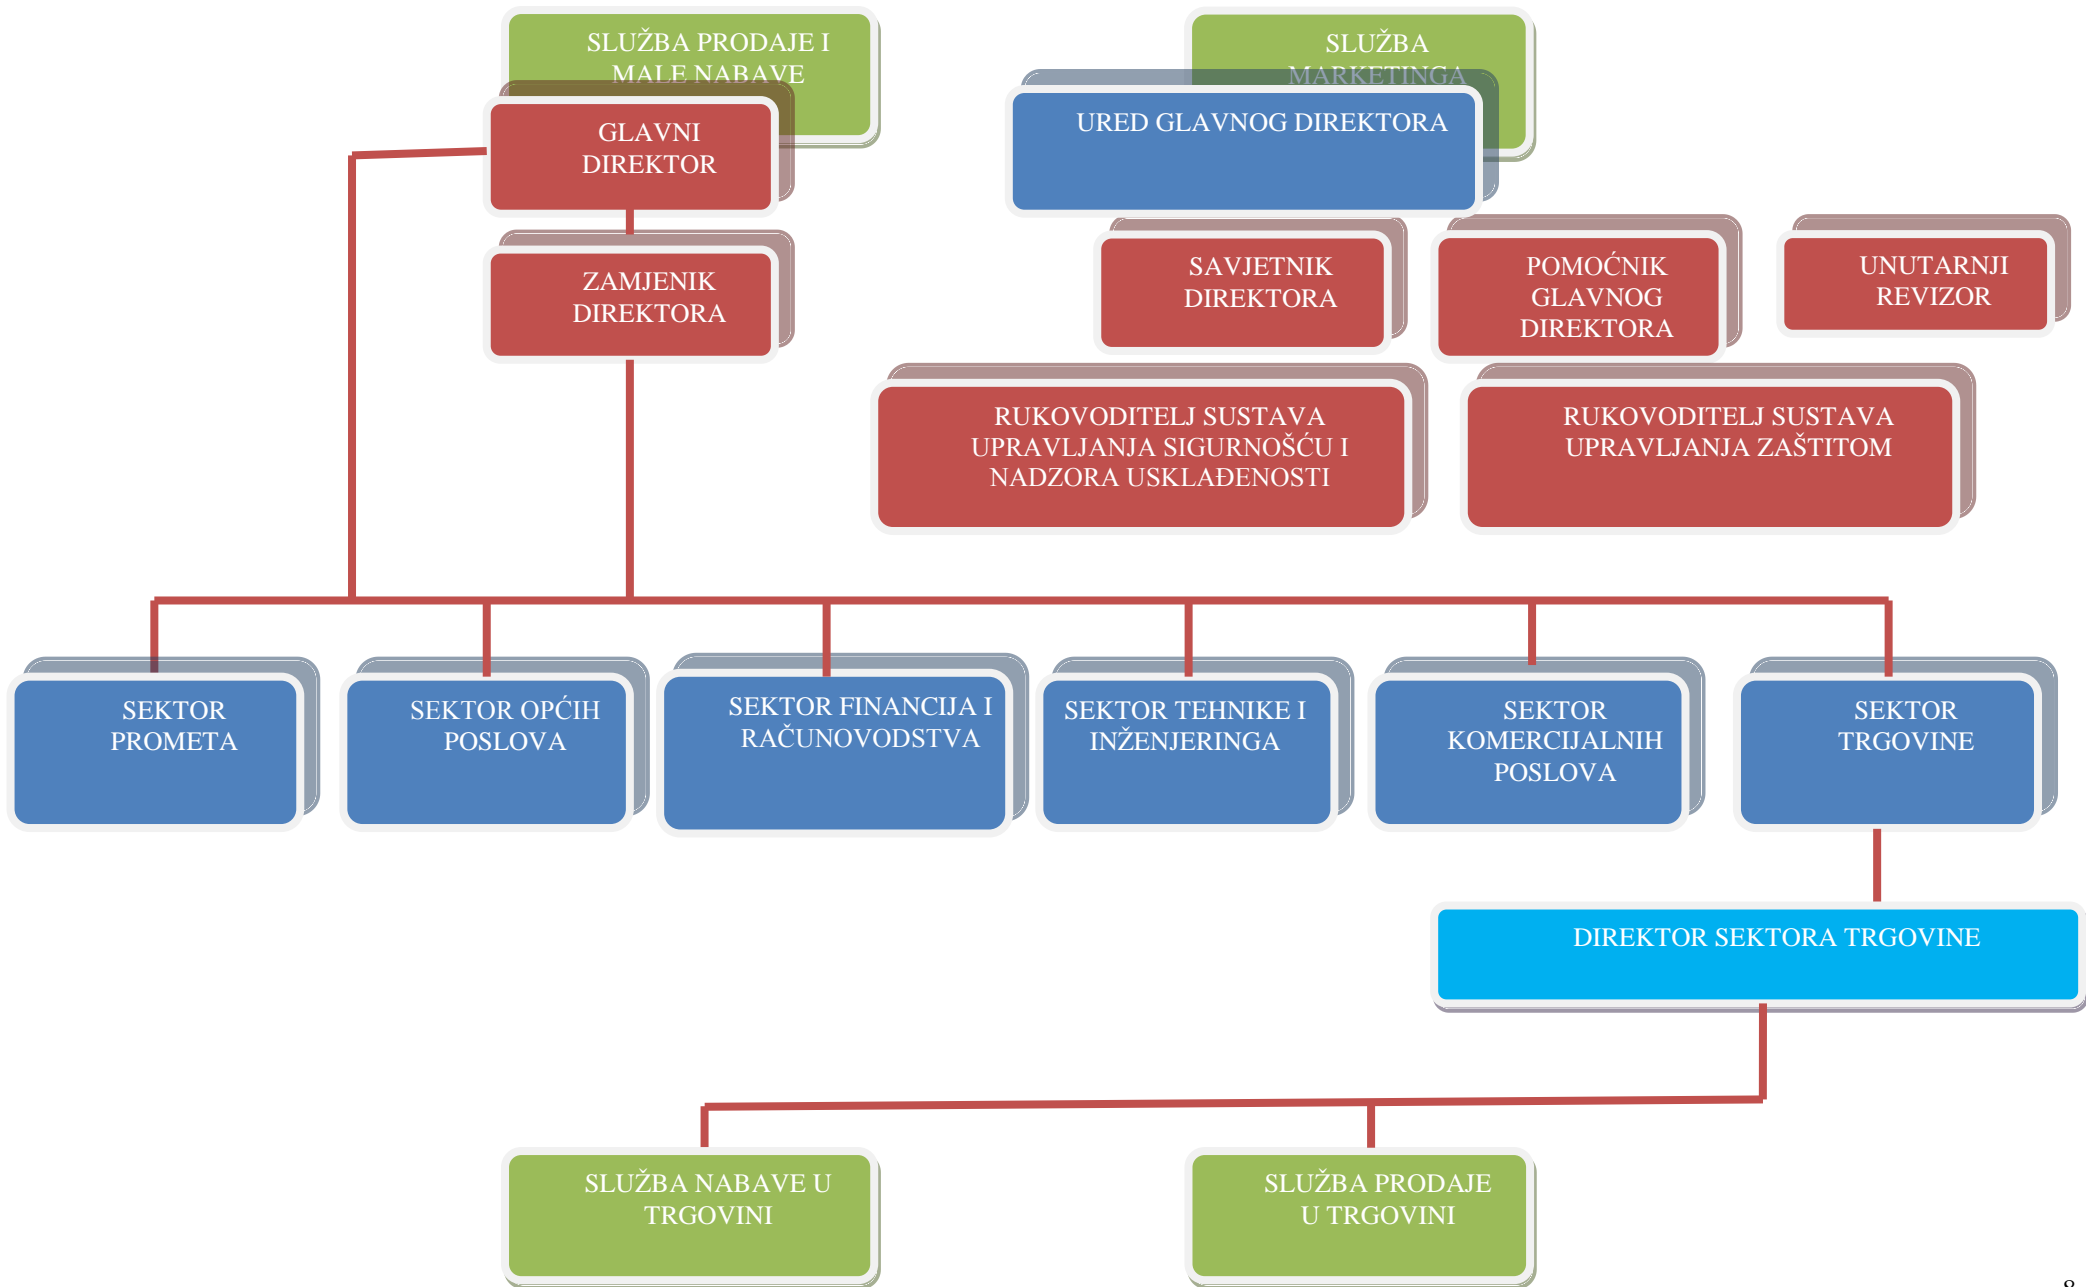 SLUŽBA PRODAJE I
MALE NABAVE
SLUŽBA
MARKETINGA
GLAVNI
DIREKTOR
URED GLAVNOG DIREKTORA
ZAMJENIK
DIREKTORA
SAVJETNIK
DIREKTORA
POMOĆNIK
GLAVNOG
DIREKTORA
UNUTARNJI
REVIZOR
RUKOVODITELJ SUSTAVA
UPRAVLJANJA SIGURNOŠĆU I
NADZORA USKLAĐENOSTI
RUKOVODITELJ SUSTAVA
UPRAVLJANJA ZAŠTITOM
SEKTOR
PROMETA
SEKTOR OPĆIH
POSLOVA
SEKTOR FINANCIJA I
RAČUNOVODSTVA
SEKTOR TEHNIKE I
INŽENJERINGA
SEKTOR
KOMERCIJALNIH
POSLOVA
SEKTOR
TRGOVINE
DIREKTOR SEKTORA TRGOVINE
SLUŽBA NABAVE U
TRGOVINI
SLUŽBA PRODAJE
U TRGOVINI